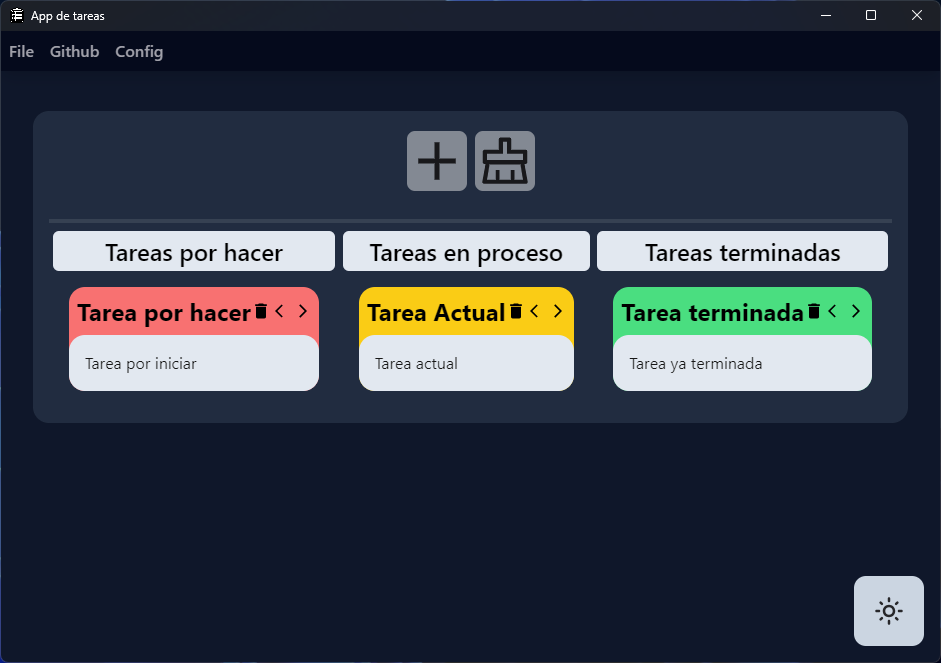 App de tareas
File Github Config
Tareas por hacer Tareas en proceso Tareas terminadas
Tarea por hacer Tarea Actual Tarea terminada
Tarea por iniciar Tarea actual Tarea ya terminada